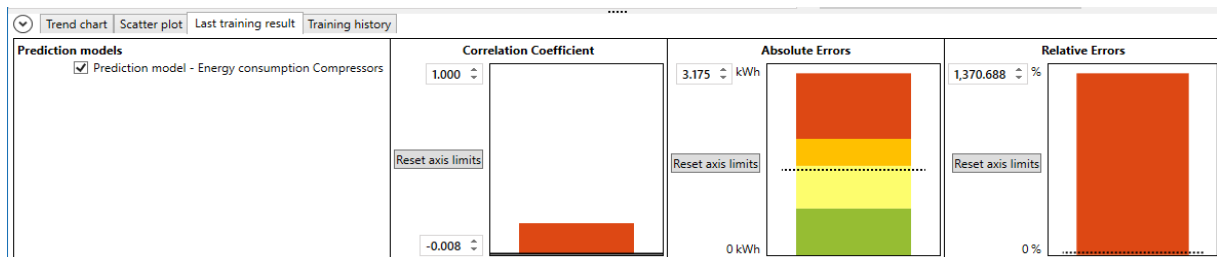 Trend chart Scatter plot Last training result Training history
Prediction models
Prediction model - Energy consumption Compressors
Correlation Coefficient
1.000
Reset axis limits
-0.008
Absolute Errors
3.175 kWh
Reset axis limits
0 kWh
Relative Errors
1,370.688 %
Reset axis limits
0 %